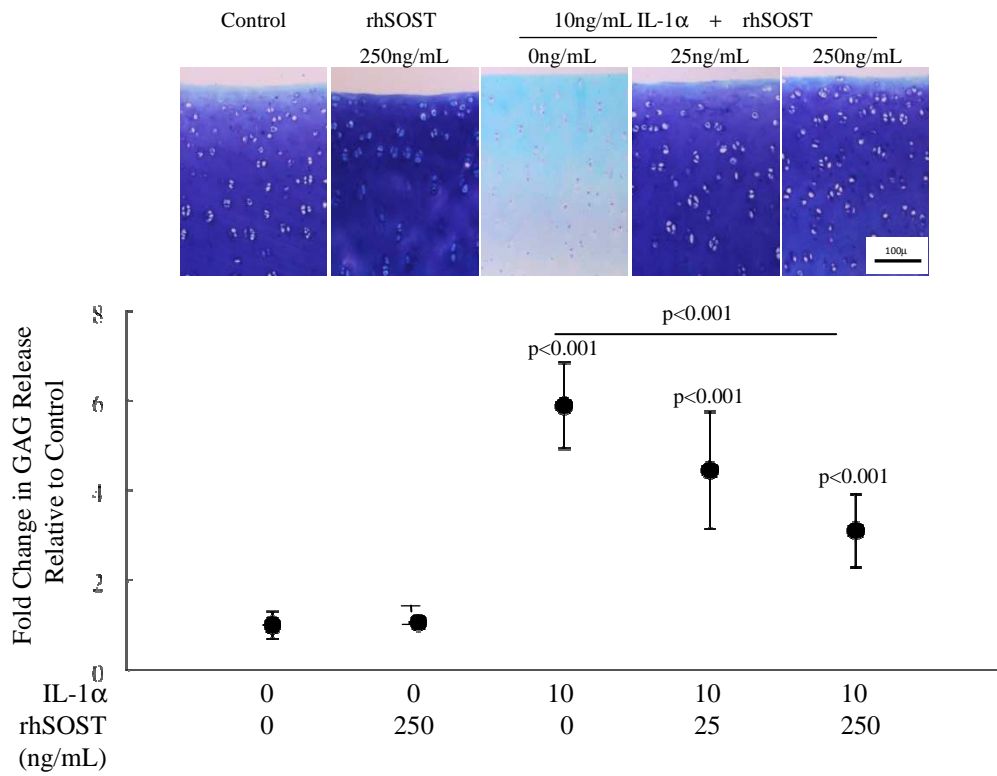 Control rhSOST 10ng/mL IL-1α + rhSOST
250ng/mL 0ng/mL 25ng/mL 250ng/mL
100μ
Fold Change in GAG Release
Relative to Control
8
6
4
2
0
p<0.001
p<0.001
p<0.001
p<0.001
IL-1α 0 0 10 10 10
rhSOST 0 250 0 25 250
(ng/mL)